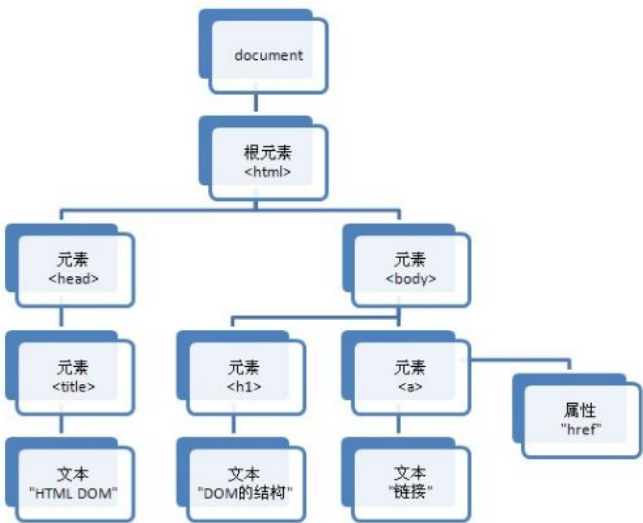 document
根元素
<html>
元素
<head>
元素
<body>
元素
<title>
元素
<h1>
元素
<a>
属性
"href"
文本
"HTML DOM"
文本
"DOM的结构"
文本
"链接"